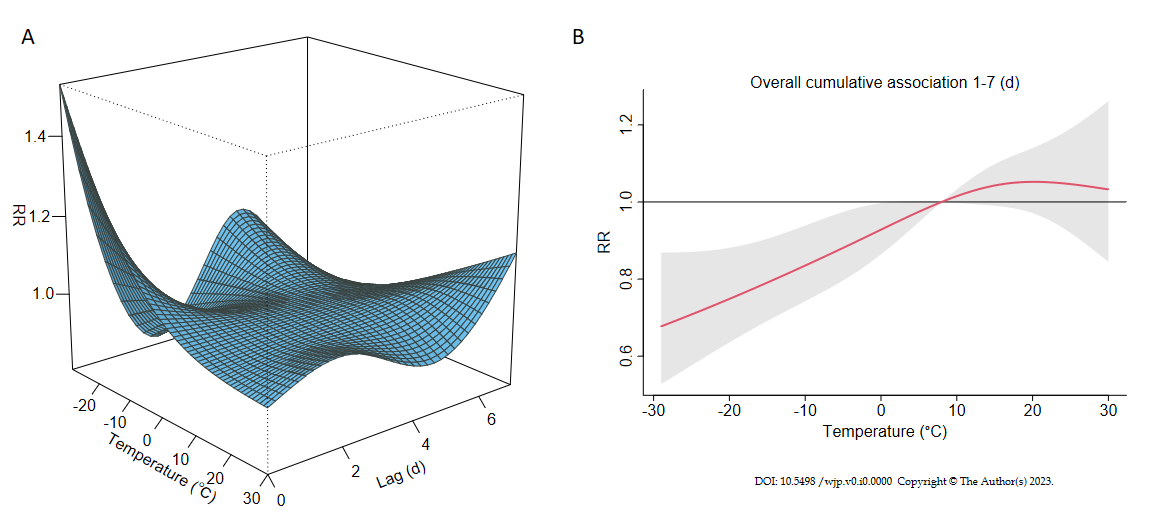 A
RR
1.4
1.2
1.0
-20
-10
0
10
20
30
Temperature (°C)
0
2
4
6
Lag (d)
B
Overall cumulative association 1-7 (d)
RR
1.2
1.0
0.8
0.6
-30
-20
-10
0
10
20
30
Temperature (°C)
DOI: 10.5498 /wjp.v0.i0.0000 Copyright © The Author(s) 2023.